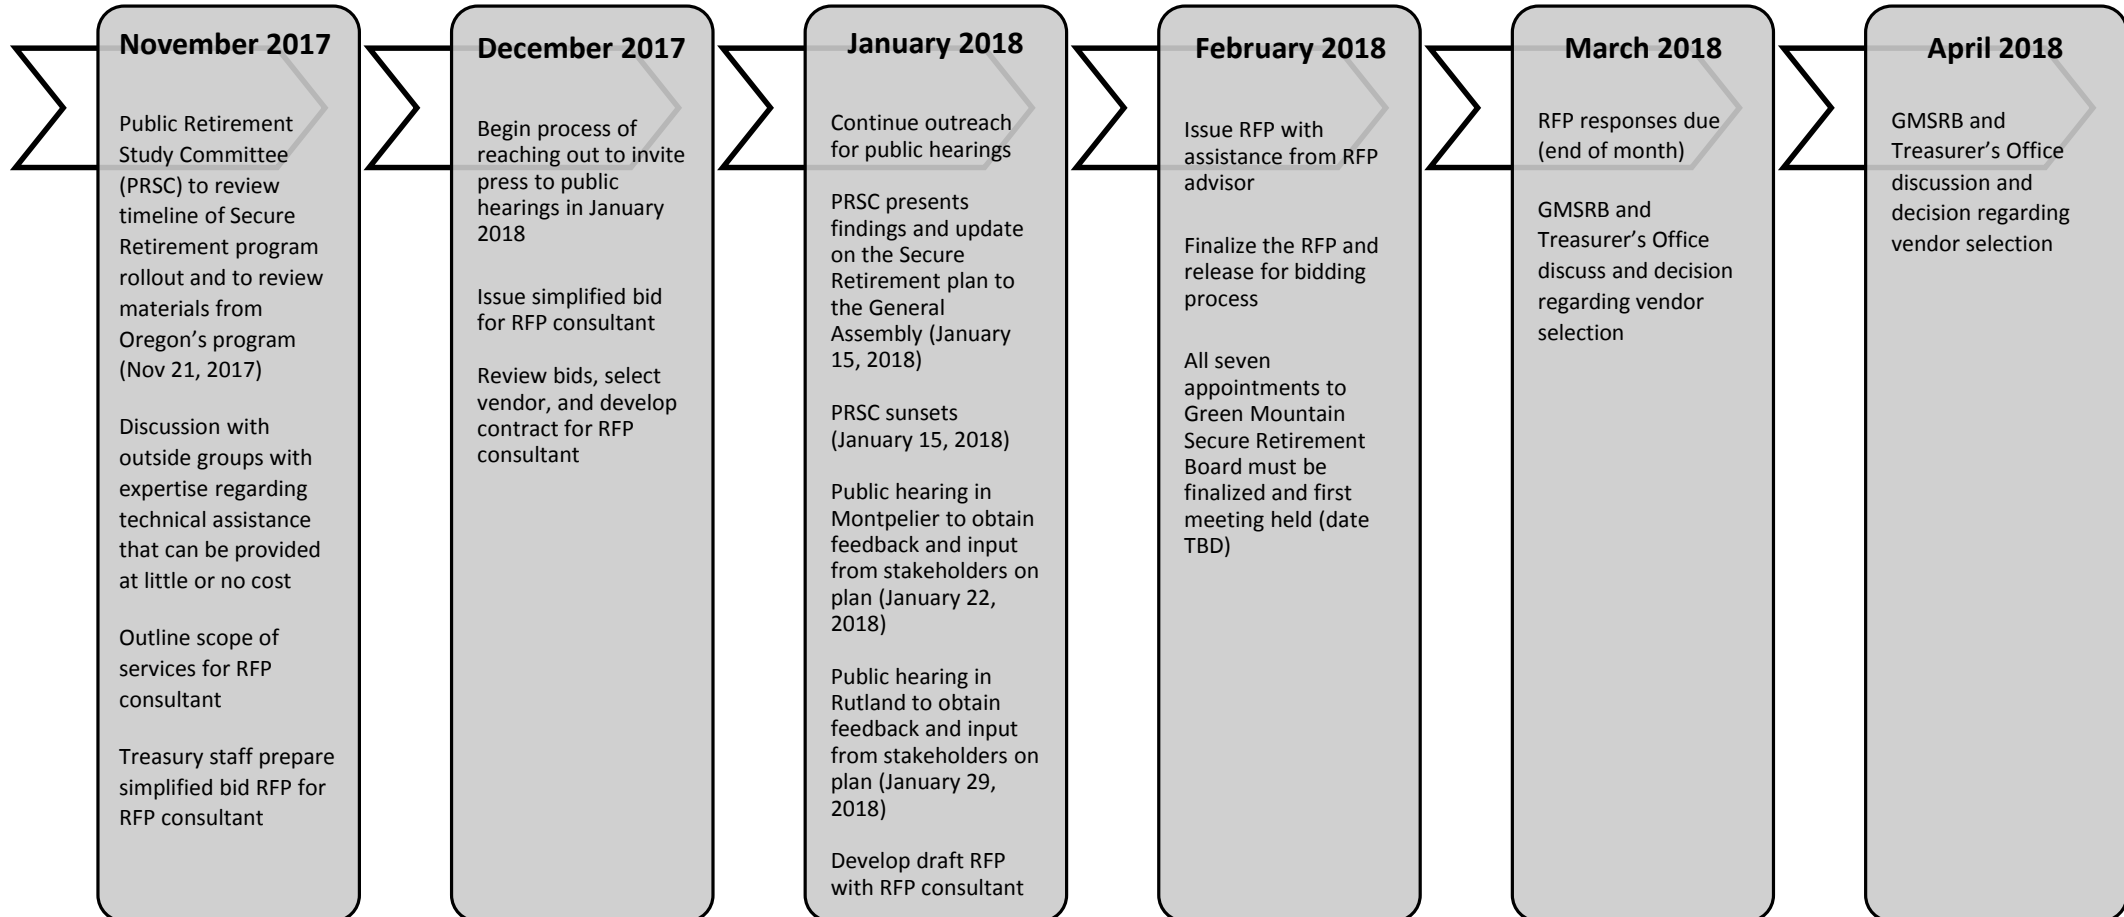 November 2017
Public Retirement
Study Committee
(PRSC) to review
timeline of Secure
Retirement program
rollout and to review
materials from
Oregon's program
(Nov 21, 2017)
Discussion with
outside groups with
expertise regarding
technical assistance
that can be provided
at little or no cost
Outline scope of
services for RFP
consultant
Treasury staff prepare
simplified bid RFP for
RFP consultant
December 2017
Begin process of
reaching out to invite
press to public
hearings in January
2018
Issue simplified bid
for RFP consultant
Review bids, select
vendor, and develop
contract for RFP
consultant
January 2018
Continue outreach
for public hearings
PRSC presents
findings and update
on the Secure
Retirement plan to
the General
Assembly (January
15, 2018)
PRSC sunsets
(January 15, 2018)
Public hearing in
Montpelier to obtain
feedback and input
from stakeholders on
plan (January 22,
2018)
Public hearing in
Rutland to obtain
feedback and input
from stakeholders on
plan (January 29,
2018)
Develop draft RFP
with RFP consultant
February 2018
Issue RFP with
assistance from RFP
advisor
Finalize the RFP and
release for bidding
process
All seven
appointments to
Green Mountain
Secure Retirement
Board must be
finalized and first
meeting held (date
TBD)
March 2018
RFP responses due
(end of month)
GMSRB and
Treasurer's Office
discuss and decision
regarding vendor
selection
April 2018
GMSRB and
Treasurer's Office
discussion and
decision regarding
vendor selection